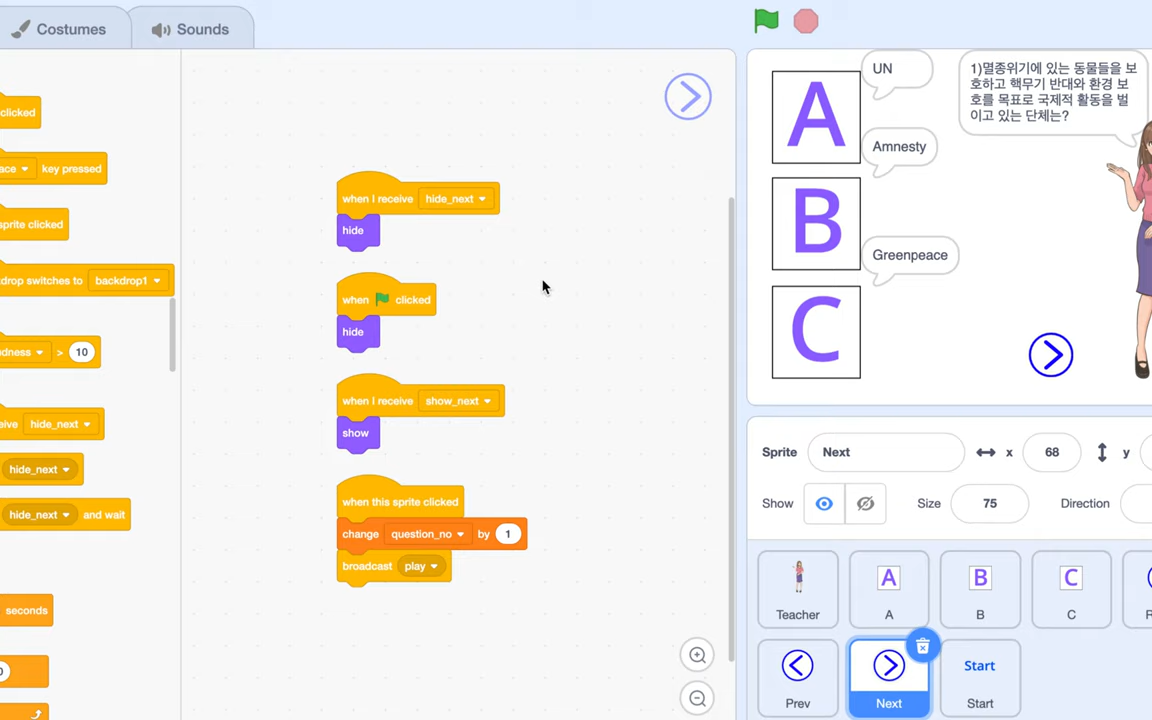 Costumes
Sounds
clicked
key pressed
sprite clicked
switches to backdrop1
> 10
hide_next
hide_next
hide_next and wait
seconds
when I receive hide_next
hide
when clicked
hide
when I receive show_next
show
when this sprite clicked
change question_no by 1
broadcast play
A
B
C
UN
Amnesty
Greenpeace
1)멸종위기에 있는 동물들을 보
호하고 핵무기 반대와 환경 보
호를 목표로 국제적 활동을 벌
이고 있는 단체는?
Sprite Next x 68 y
Show Size 75 Direction
Teacher
A
A
B
B
C
C
Prev
Next
Start
Start